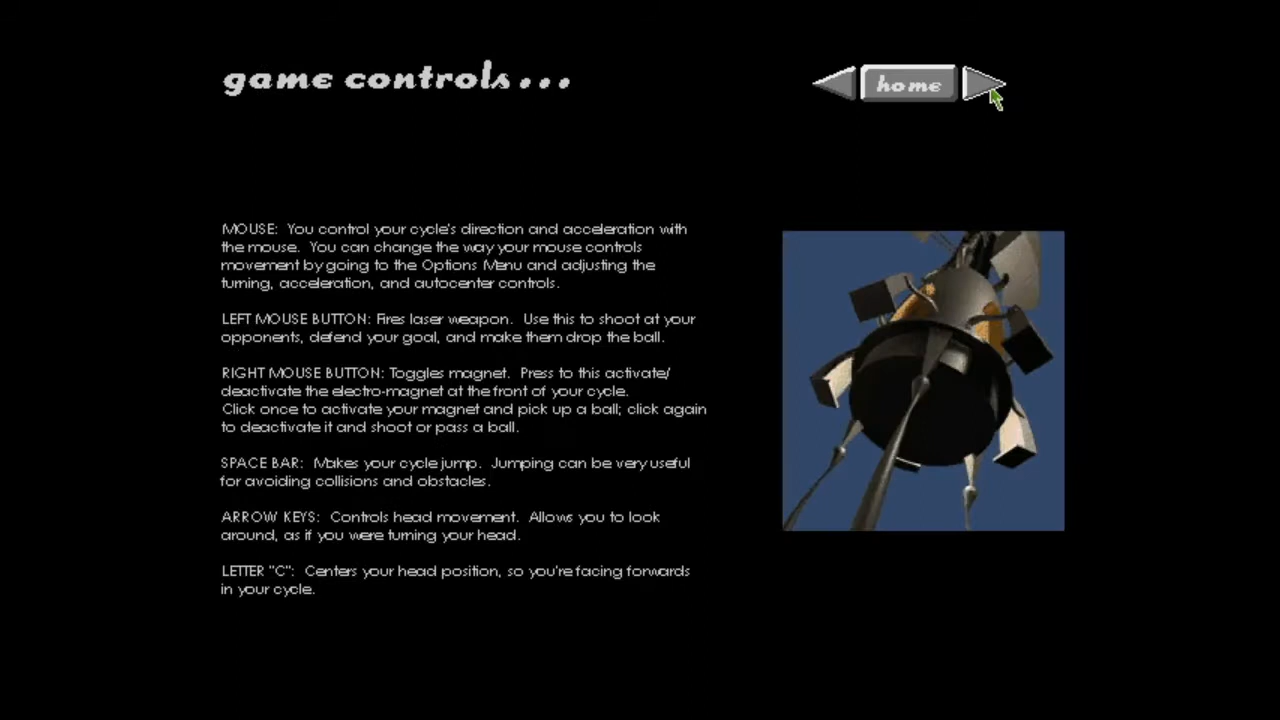 game controls...
home
MOUSE:  You control your cycle's direction and acceleration with
the mouse.  You can change the way your mouse controls
movement by going to the Options Menu and adjusting the
turning, acceleration, and autocenter controls.
LEFT MOUSE BUTTON: Fires laser weapon.  Use this to shoot at your
opponents, defend your goal, and make them drop the ball.
RIGHT MOUSE BUTTON: Toggles magnet.  Press to this activate/
deactivate the electro-magnet at the front of your cycle.
Click once to activate your magnet and pick up a ball; click again
to deactivate it and shoot or pass a ball.
SPACE BAR:  Makes your cycle jump.  Jumping can be very useful
for avoiding collisions and obstacles.
ARROW KEYS:  Controls head movement.  Allows you to look
around, as if you were turning your head.
LETTER "C":  Centers your head position, so you're facing forwards
in your cycle.